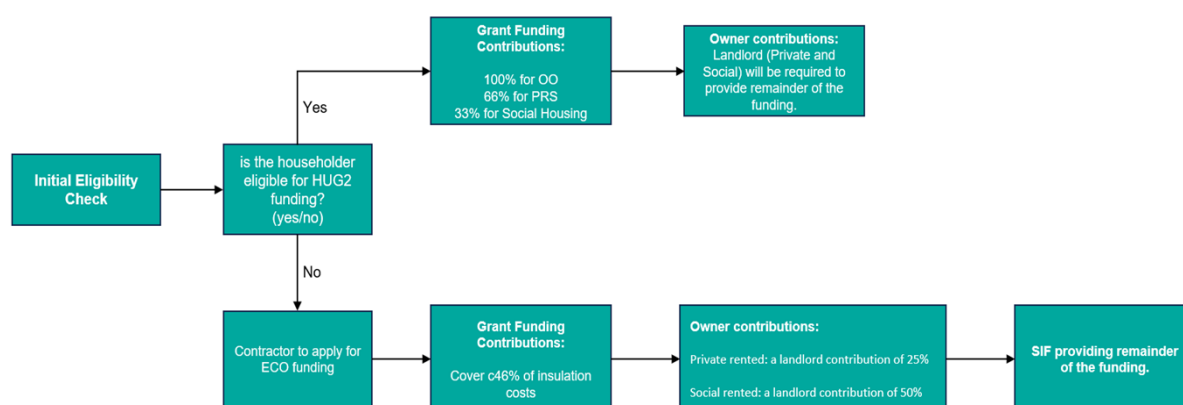 Grant Funding
Contributions:
100% for OO
66% for PRS
33% for Social Housing
Owner contributions:
Landlord (Private and
Social) will be required to
provide remainder of the
funding.
Yes
Initial Eligibility
Check
is the householder
eligible for HUG2
funding?
(yes/no)
No
Contractor to apply for
ECO funding
Grant Funding
Contributions:
Cover c46% of insulation
costs
Owner contributions:
Private rented: a landlord contribution of 25%
Social rented: a landlord contribution of 50%
SIF providing remainder
of the funding.